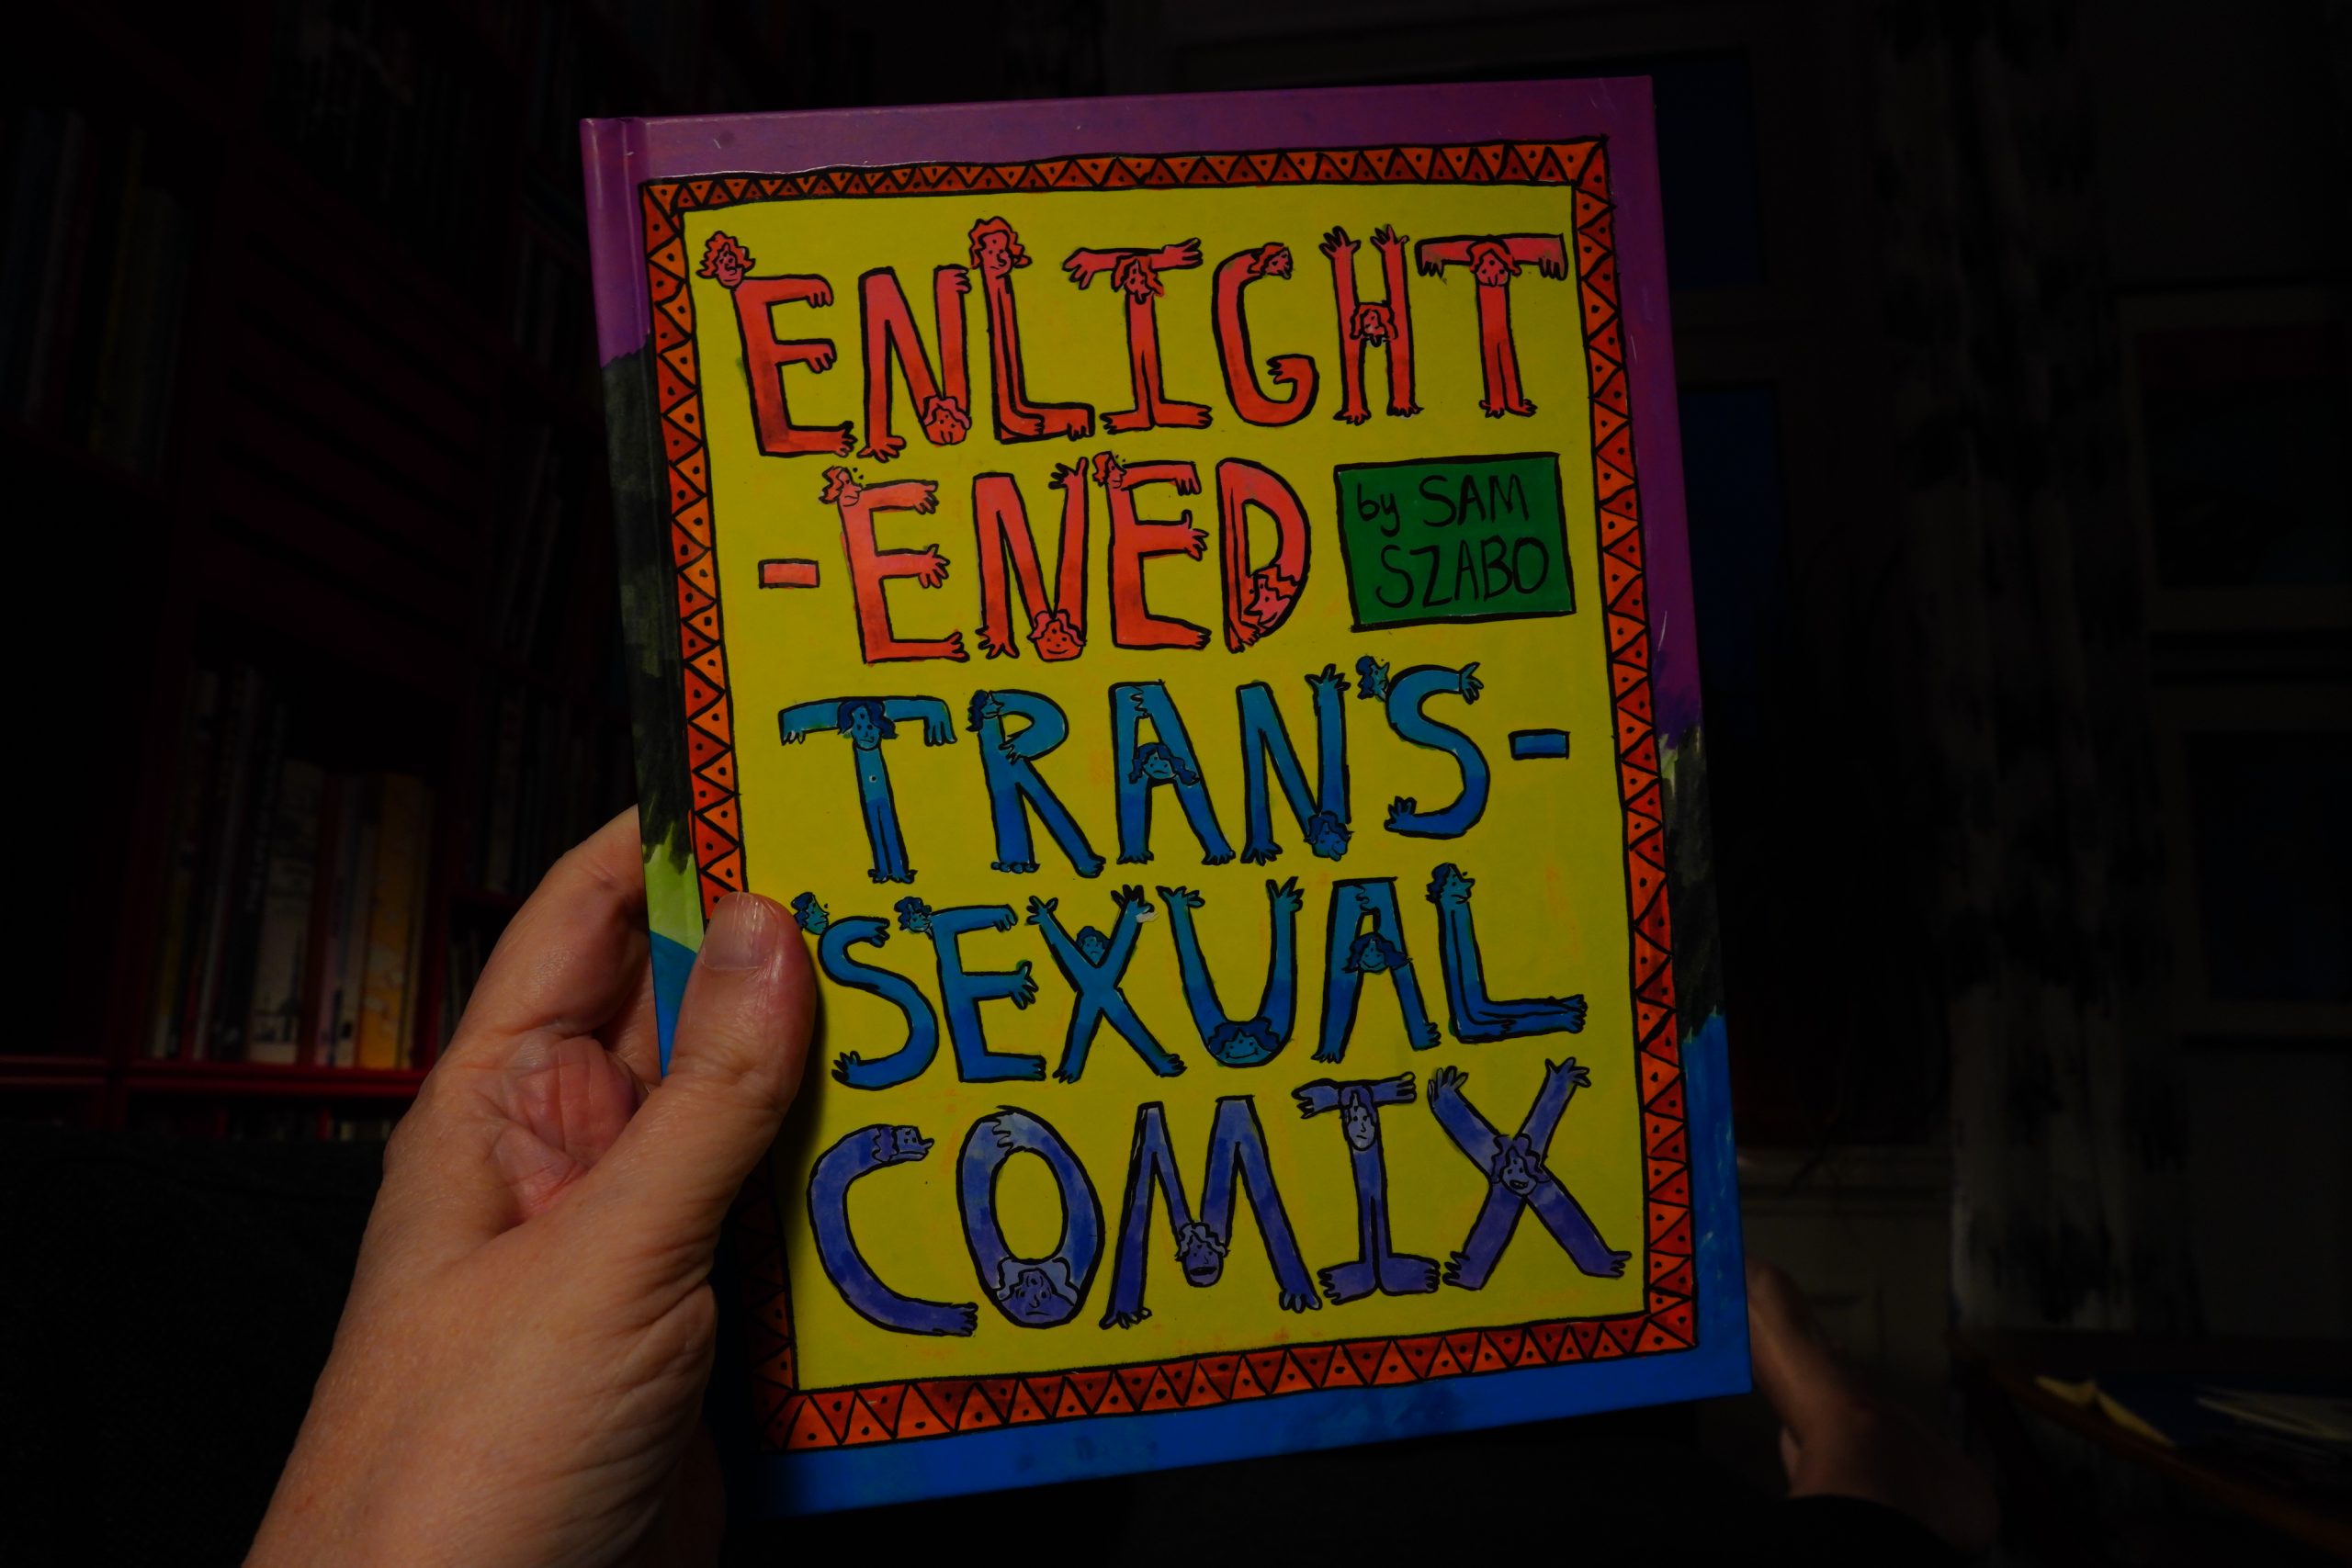 ENLIGHT
-ENED
by SAM
SZABO
TRANS-
SEXUAL
COMIX